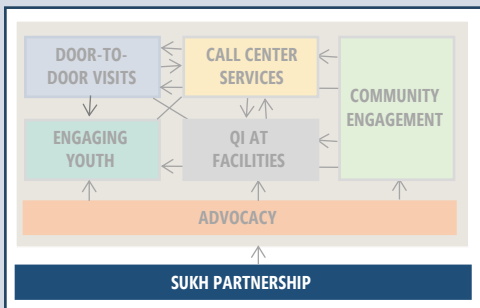 DOOR-TO-
DOOR VISITS
CALL CENTER
SERVICES
COMMUNITY
ENGAGEMENT
ENGAGING
YOUTH
QI AT
FACILITIES
ADVOCACY
SUKH PARTNERSHIP